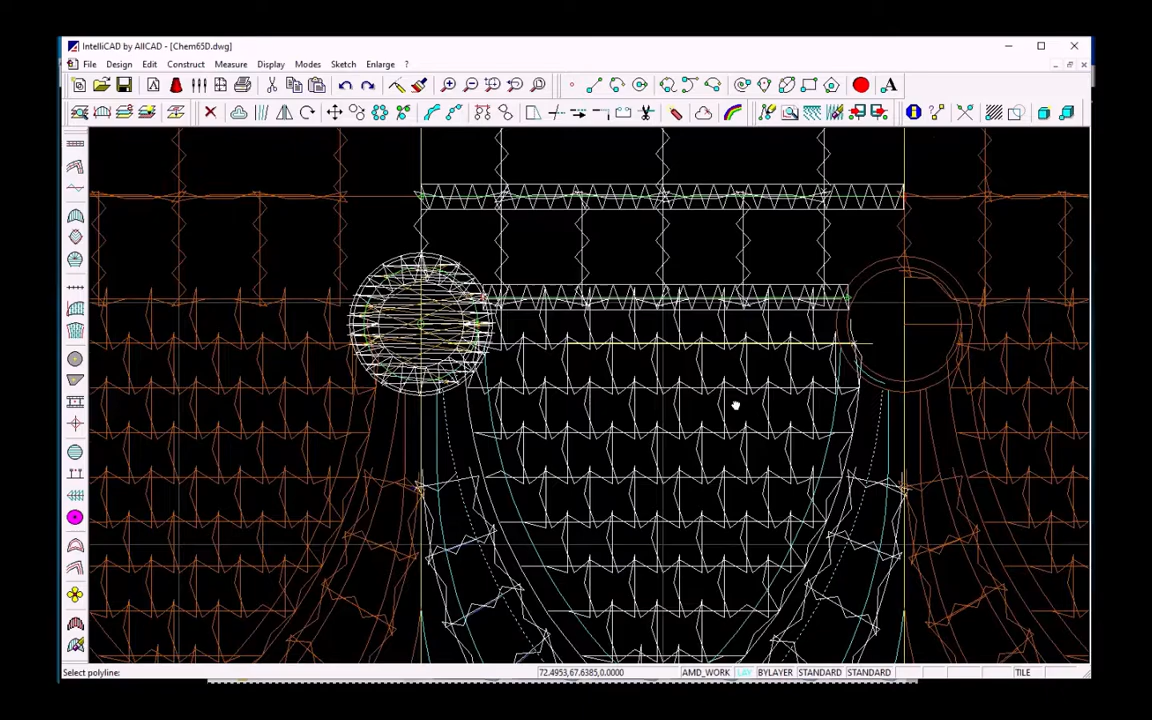 IntelliCAD by AllCAD - [Chem65D.dwg]
File Design Edit Construct Measure Display Modes Sketch Enlarge ?
A
A
Select polyline: 72.4953,67.6385,0.0000 AMD_WORK LAY BYLAYER STANDARD STANDARD TILE